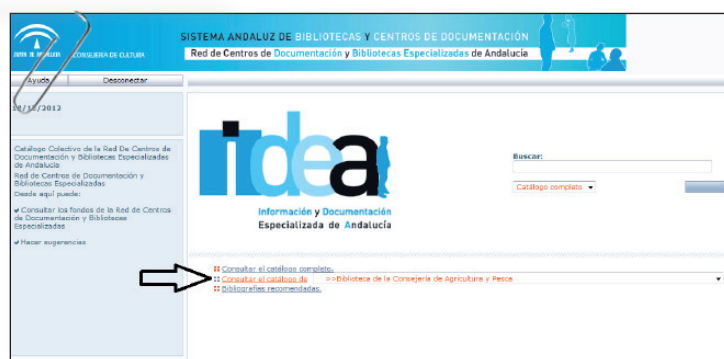 SISTEMA ANDALUZ DE BIBLIOTECAS Y CENTROS DE DOCUMENTACIÓN
Red de Centros de Documentación y Bibliotecas Especializadas de Andalucía
JUNTA DE ANDALUCIA
CONSEJERÍA DE CULTURA
Ayuda
Desconectar
/2012
Catálogo Colectivo de la Red De Centros de
Documentación y Bibliotecas Especializadas
de Andalucía
Red de Centros de Documentación y
Bibliotecas Especializadas
Desde aquí puede:
Consultar los fondos de la Red de Centros
de Documentación y Bibliotecas
Especializadas
Hacer sugerencias
idea
Información y Documentación
Especializada de Andalucía
Buscar:
Catálogo completo
Consultar el catálogo completo.
Consultar el catálogo de >>Biblioteca de la Consejería de Agricultura y Pesca
Bibliografías recomendadas.